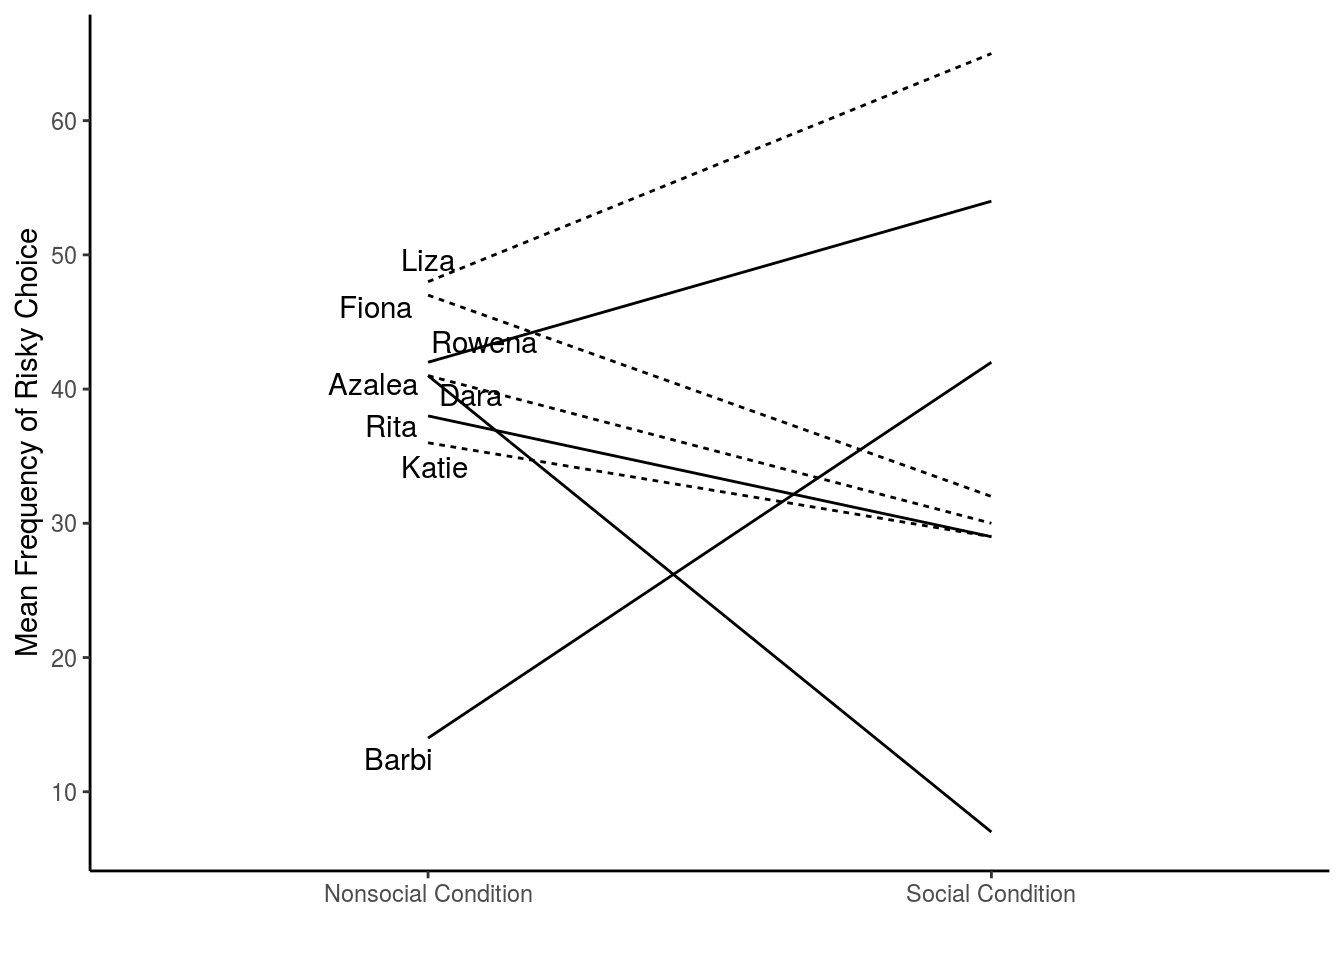 Mean Frequency of Risky Choice
60
50
40
30
20
10
Liza
Fiona
Rowena
Azalea
Dara
Rita
Katie
Barbi
Nonsocial Condition
Social Condition